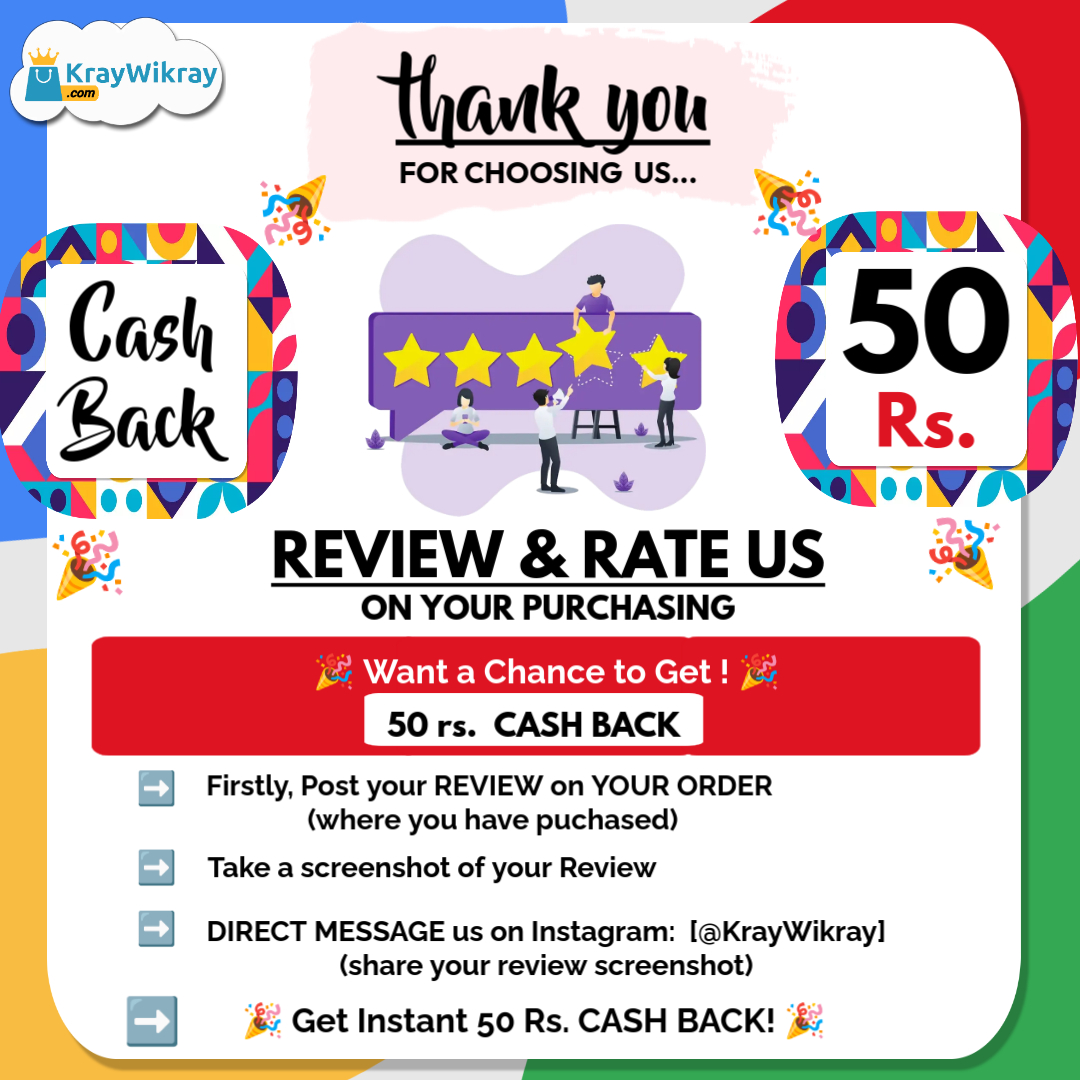 KrayWikray
.com
thank you
FOR CHOOSING US...
Cash
Back
50
Rs.
REVIEW & RATE US
ON YOUR PURCHASING
🎉 Want a Chance to Get ! 🎉
50 rs. CASH BACK
➡️ Firstly, Post your REVIEW on YOUR ORDER
(where you have puchased)
➡️ Take a screenshot of your Review
➡️ DIRECT MESSAGE us on Instagram: [@KrayWikray]
(share your review screenshot)
➡️ 🎉 Get Instant 50 Rs. CASH BACK! 🎉